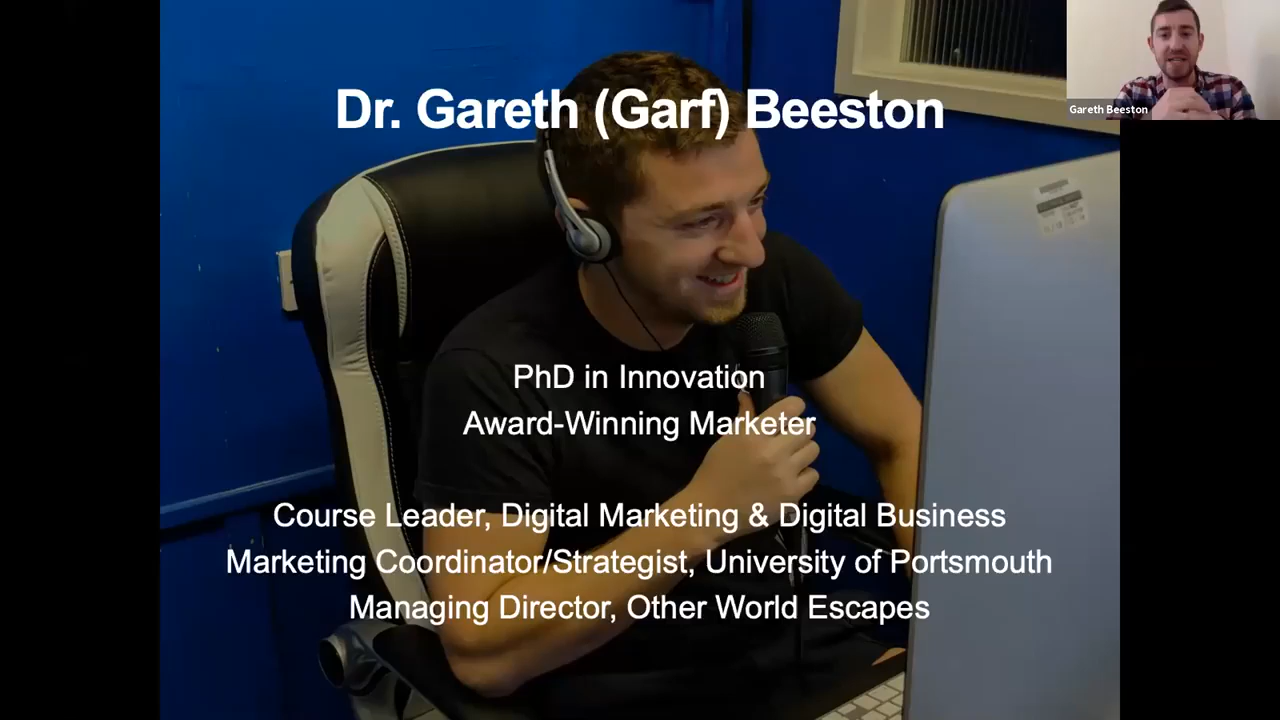 Dr. Gareth (Garf) Beeston
Gareth Beeston
PhD in Innovation
Award-Winning Marketer
Course Leader, Digital Marketing & Digital Business
Marketing Coordinator/Strategist, University of Portsmouth
Managing Director, Other World Escapes